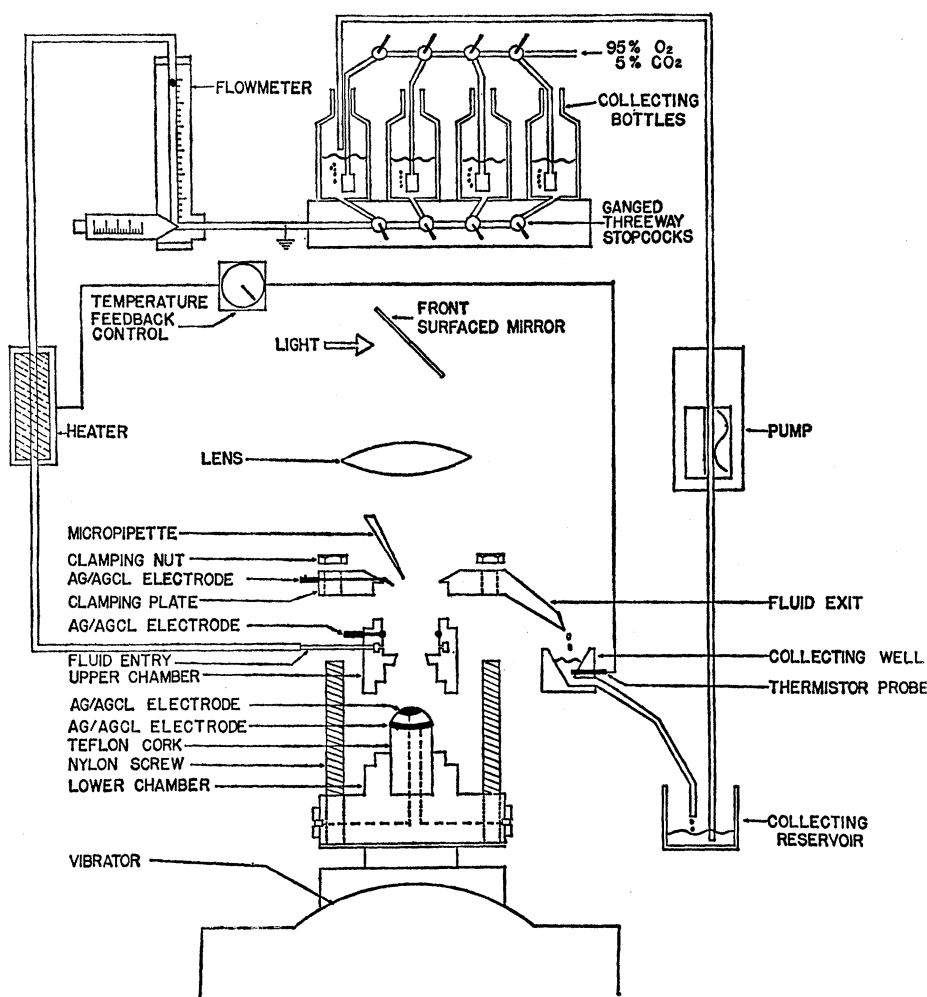 95% O₂
5% CO₂
FLOWMETER
COLLECTING
BOTTLES
GANGED
THREEWAY
STOPCOCKS
TEMPERATURE
FEEDBACK
CONTROL
FRONT
SURFACED MIRROR
LIGHT
HEATER
PUMP
LENS
MICROPIPETTE
CLAMPING NUT
AG/AGCL ELECTRODE
CLAMPING PLATE
FLUID EXIT
AG/AGCL ELECTRODE
FLUID ENTRY
UPPER CHAMBER
COLLECTING WELL
THERMISTOR PROBE
AG/AGCL ELECTRODE
AG/AGCL ELECTRODE
TEFLON CORK
NYLON SCREW
LOWER CHAMBER
COLLECTING
RESERVOIR
VIBRATOR